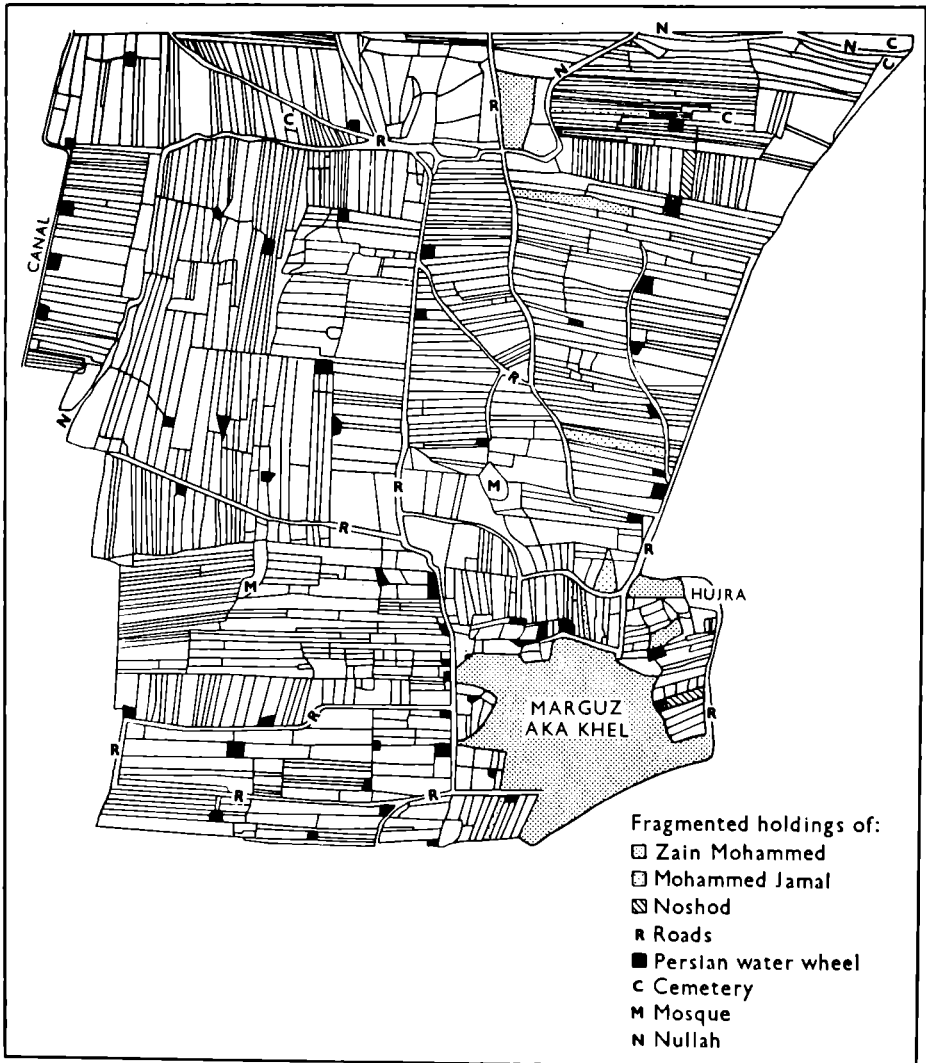 N
N
C
N
C
N
R
C
C
R
CANAL
R
N
M
R
R
R
M
HUJRA
MARGUZ
AKA KHEL
R
R
R
R
R
Fragmented holdings of:
Zain Mohammed
Mohammed Jamal
Noshod
R Roads
Persian water wheel
C Cemetery
M Mosque
N Nullah